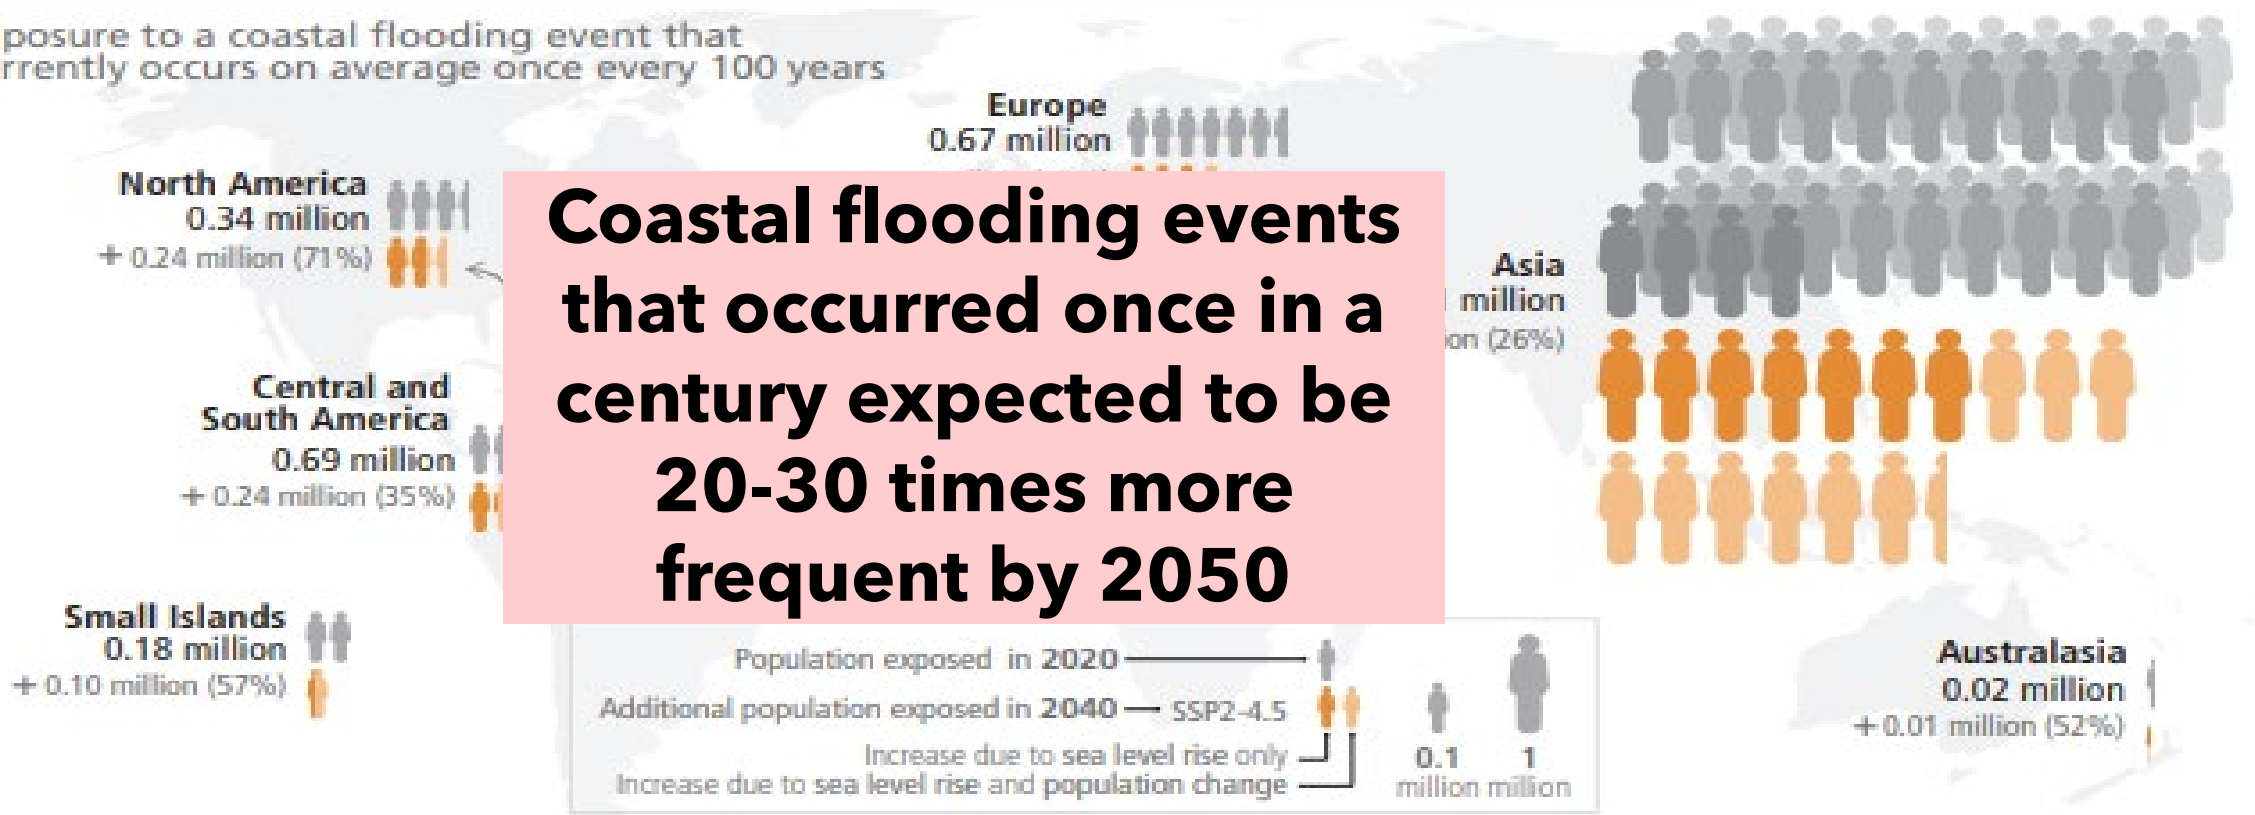 posure to a coastal flooding event that
rrently occurs on average once every 100 years
Europe
0.67 million
North America
0.34 million
+ 0.24 million (71%)
Coastal flooding events
that occurred once in a
century expected to be
20-30 times more
frequent by 2050
Asia
million
on (26%)
Central and
South America
0.69 million
+ 0.24 million (35%)
Small Islands
0.18 million
+ 0.10 million (57%)
Population exposed in 2020
Additional population exposed in 2040 — SSP2-4.5
Increase due to sea level rise only
Increase due to sea level rise and population change
0.1 1
million million
Australasia
0.02 million
+ 0.01 million (52%)